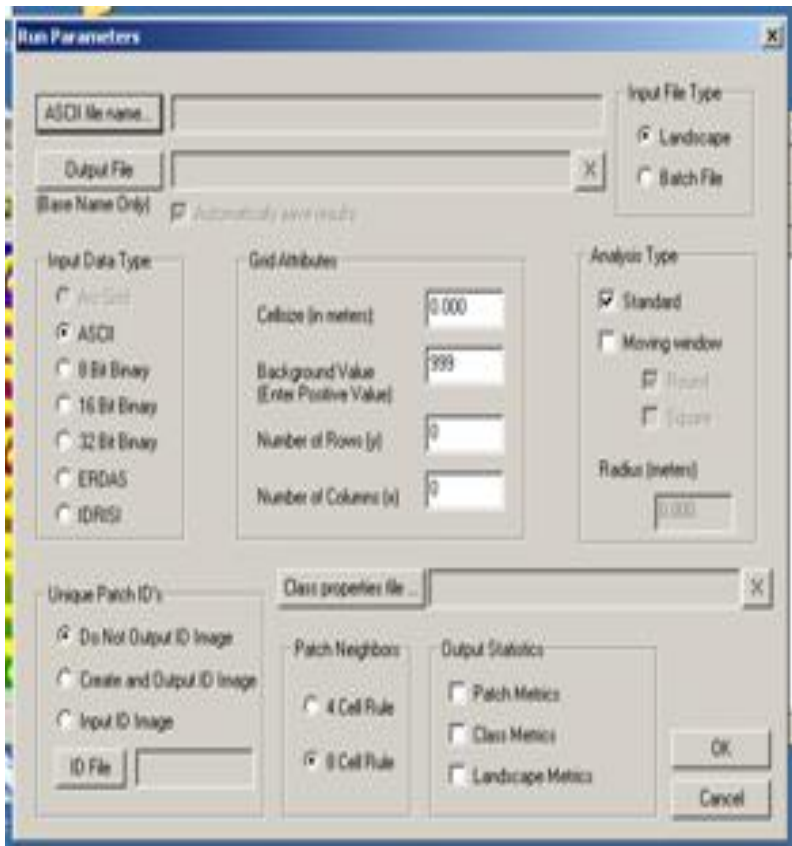 Run Parameters
ASCII file name...
Output File
X
(Base Name Only)
Automatically save results
Input File Type
Landscape
Batch File
Input Data Type
Arc Grid
ASCII
8 Bit Binary
16 Bit Binary
32 Bit Binary
ERDAS
IDRISI
Grid Attributes
Cellsize (in meters)
0.000
Background Value
(Enter Positive Value)
999
Number of Rows (y)
0
Number of Columns (x)
0
Analysis Type
Standard
Moving window
Round
Square
Radius (meters)
0.000
Class properties file ...
X
Unique Patch ID's
Do Not Output ID Image
Create and Output ID Image
Input ID Image
ID File
Patch Neighbors
4 Cell Rule
8 Cell Rule
Output Statistics
Patch Metrics
Class Metrics
Landscape Metrics
OK
Cancel